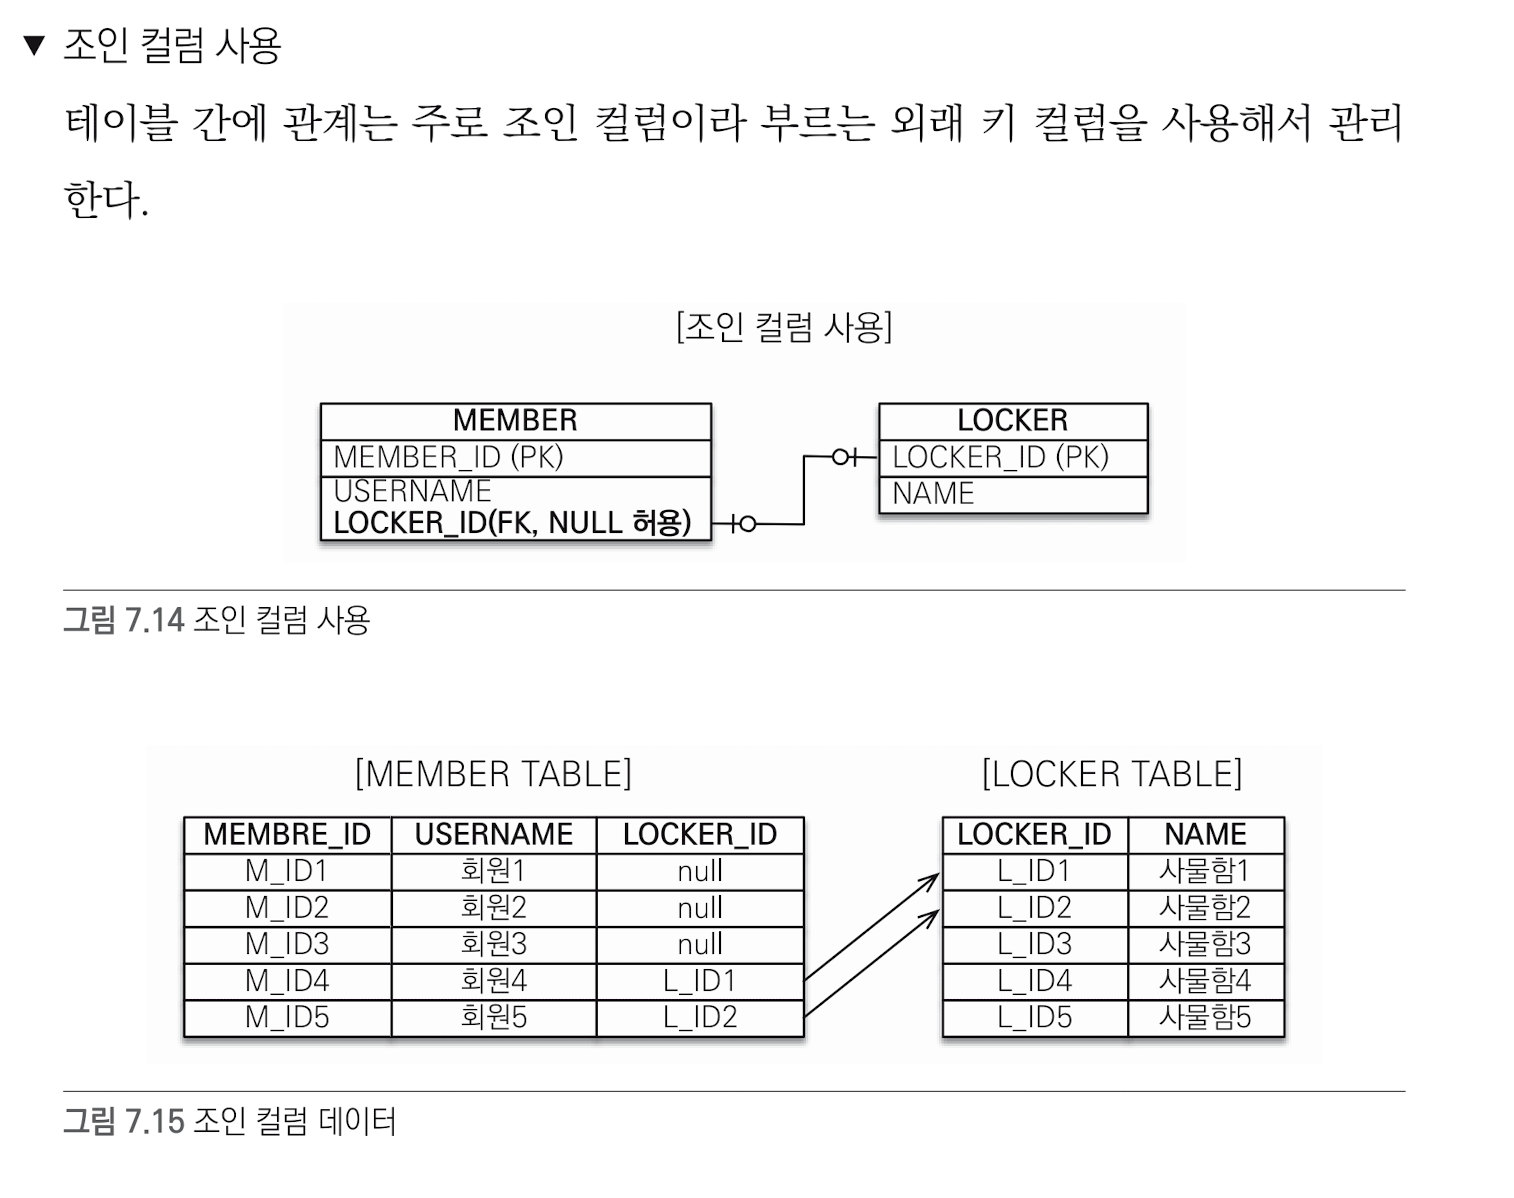 ▼ 조인 컬럼 사용
테이블 간에 관계는 주로 조인 컬럼이라 부르는 외래 키 컬럼을 사용해서 관리
한다.
[조인 컬럼 사용]
MEMBER
MEMBER_ID (PK)
USERNAME
LOCKER_ID(FK, NULL 허용)
LOCKER
LOCKER_ID (PK)
NAME
그림 7.14 조인 컬럼 사용
[MEMBER TABLE]
MEMBRE_ID USERNAME LOCKER_ID
M_ID1 회원1 null
M_ID2 회원2 null
M_ID3 회원3 null
M_ID4 회원4 L_ID1
M_ID5 회원5 L_ID2
[LOCKER TABLE]
LOCKER_ID NAME
L_ID1 사물함1
L_ID2 사물함2
L_ID3 사물함3
L_ID4 사물함4
L_ID5 사물함5
그림 7.15 조인 컬럼 데이터